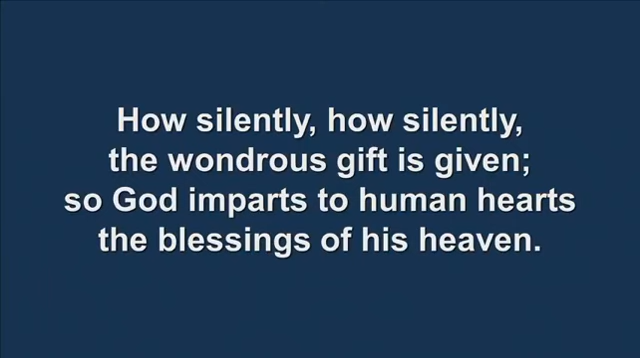 How silently, how silently,
the wondrous gift is given;
so God imparts to human hearts
the blessings of his heaven.